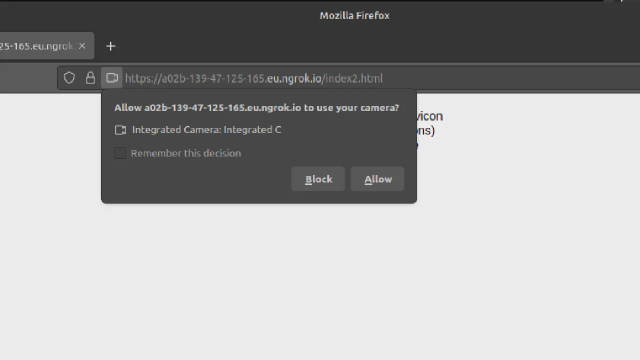 Mozilla Firefox
25-165.eu.ngrok
https://a02b-139-47-125-165.eu.ngrok.io/index2.html
Allow a02b-139-47-125-165.eu.ngrok.io to use your camera?
Integrated Camera: Integrated C
Remember this decision
Block
Allow
vicon
ons)